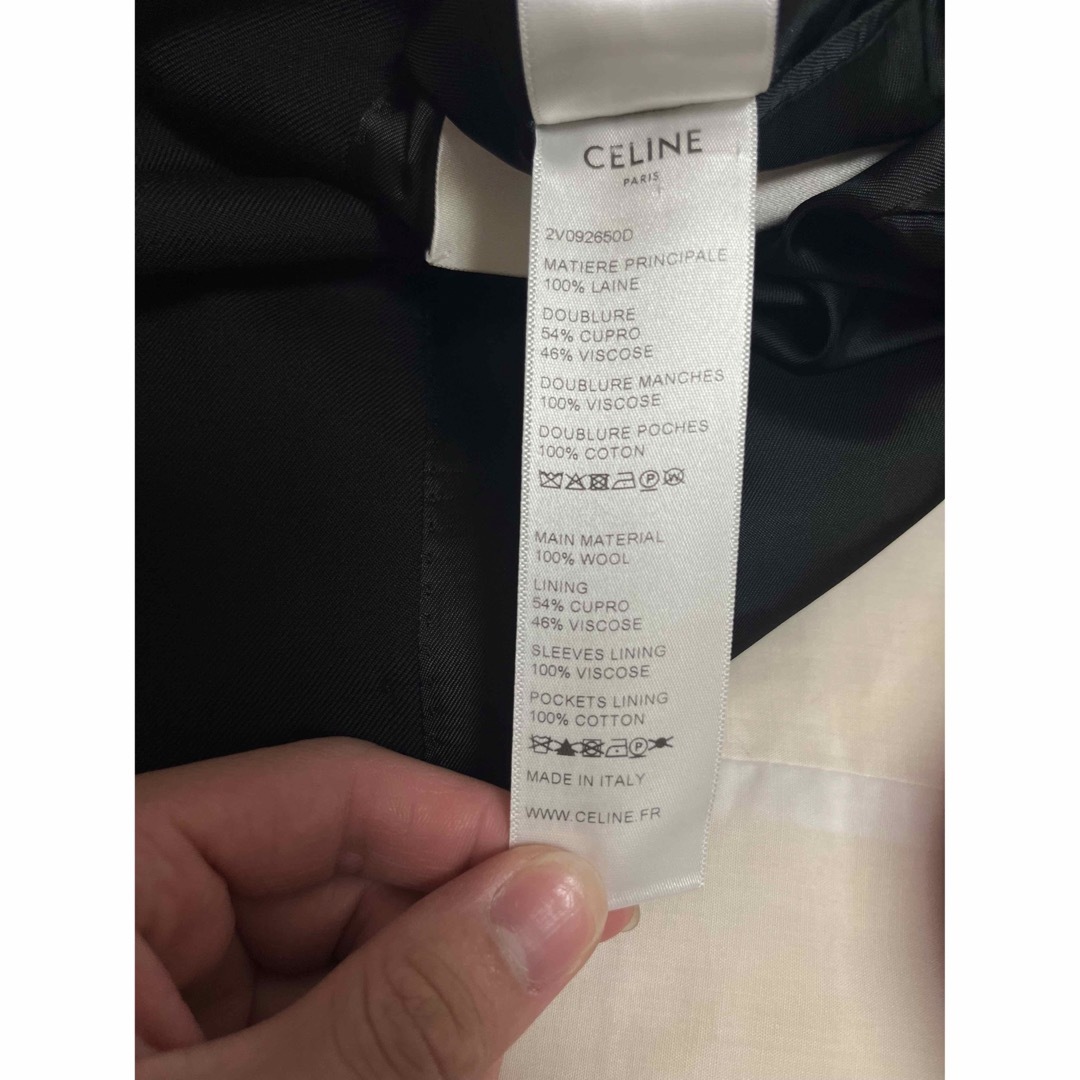 CELINE
PARIS
2V092650D
MATIERE PRINCIPALE
100% LAINE
DOUBLURE
54% CUPRO
46% VISCOSE
DOUBLURE MANCHES
100% VISCOSE
DOUBLURE POCHES
100% COTON
MAIN MATERIAL
100% WOOL
LINING
54% CUPRO
46% VISCOSE
SLEEVES LINING
100% VISCOSE
POCKETS LINING
100% COTTON
MADE IN ITALY
WWW.CELINE.FR